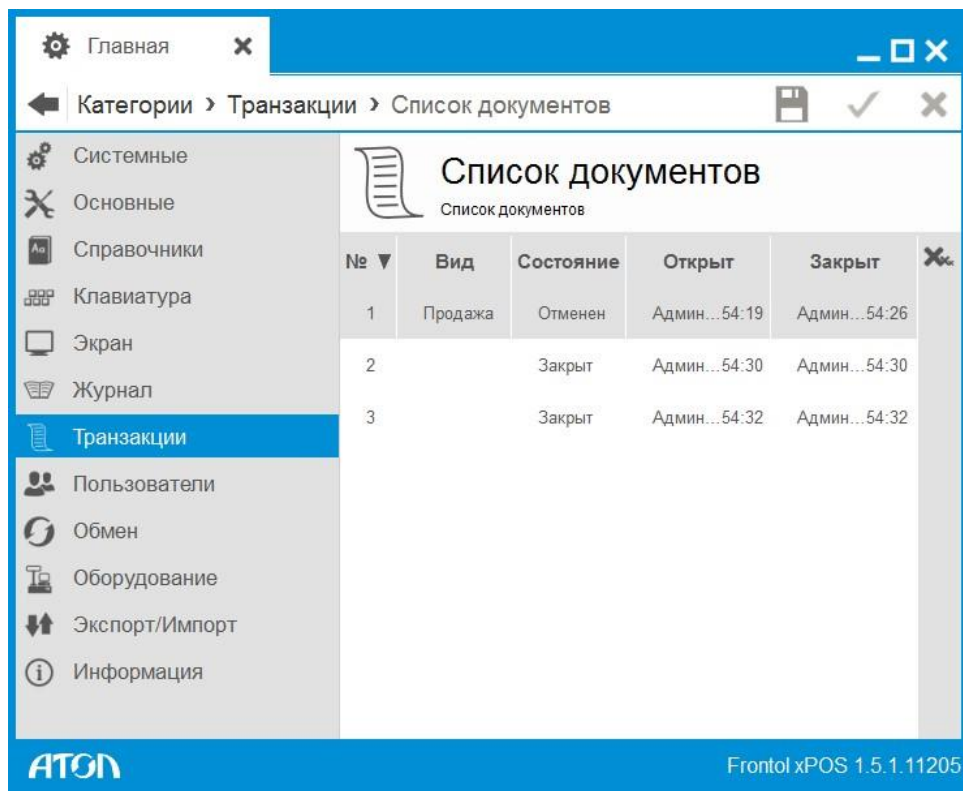 Главная
Категории > Транзакции > Список документов
Системные
Основные
Справочники
Клавиатура
Экран
Журнал
Транзакции
Пользователи
Обмен
Оборудование
Экспорт/Импорт
Информация
Список документов
Список документов
№ ▼ Вид Состояние Открыт Закрыт
1 Продажа Отменен Админ...54:19 Админ...54:26
2 Закрыт Админ...54:30 Админ...54:30
3 Закрыт Админ...54:32 Админ...54:32
АТОЛ Frontol xPOS 1.5.1.11205